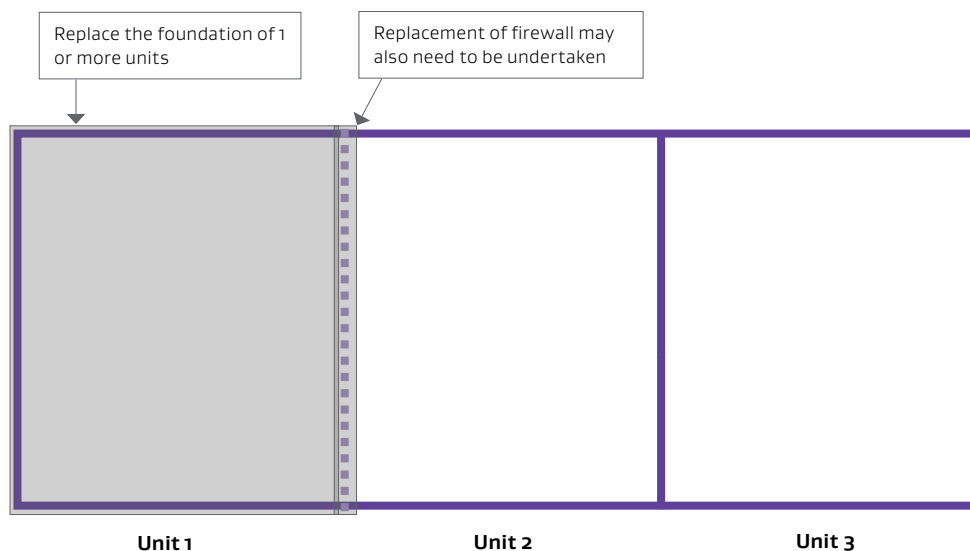 Replace the foundation of 1
or more units
Replacement of firewall may
also need to be undertaken
Unit 1
Unit 2
Unit 3